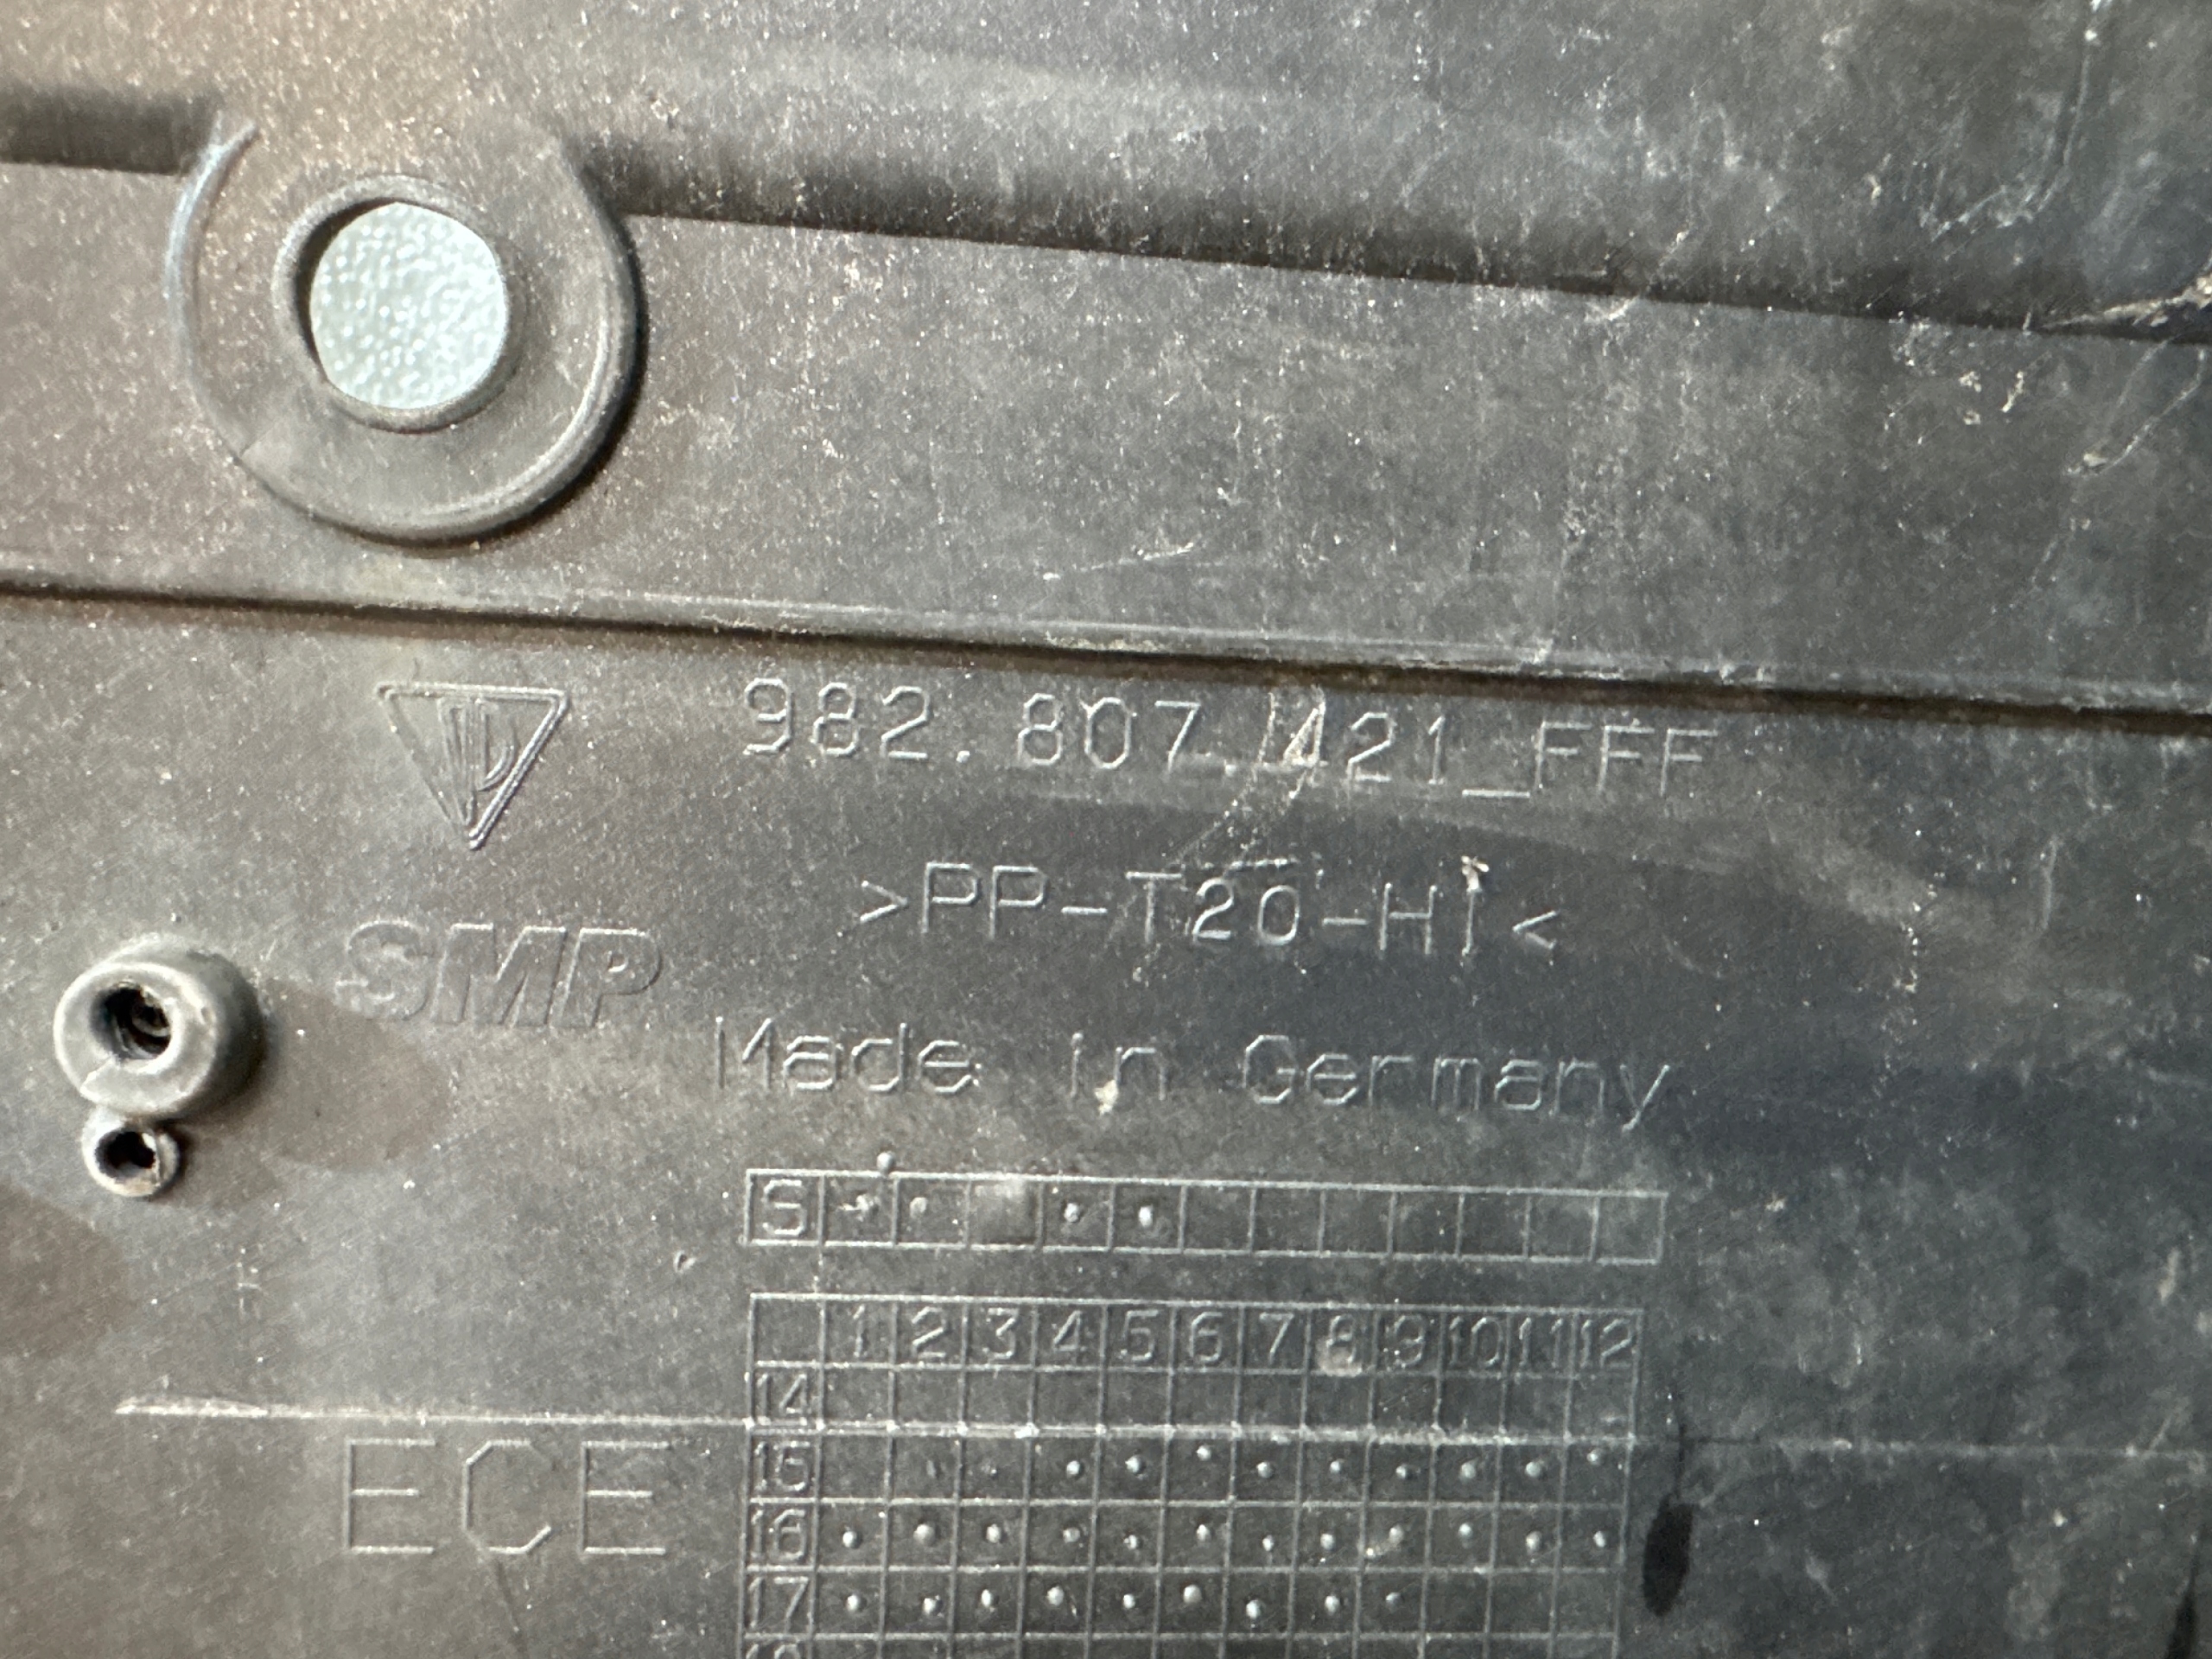 982.807.421_FFF
>PP-T20-HI<
SMP
Made in Germany
S
1 2 3 4 5 6 7 8 9 10 11 12
14
15
ECE
16
17